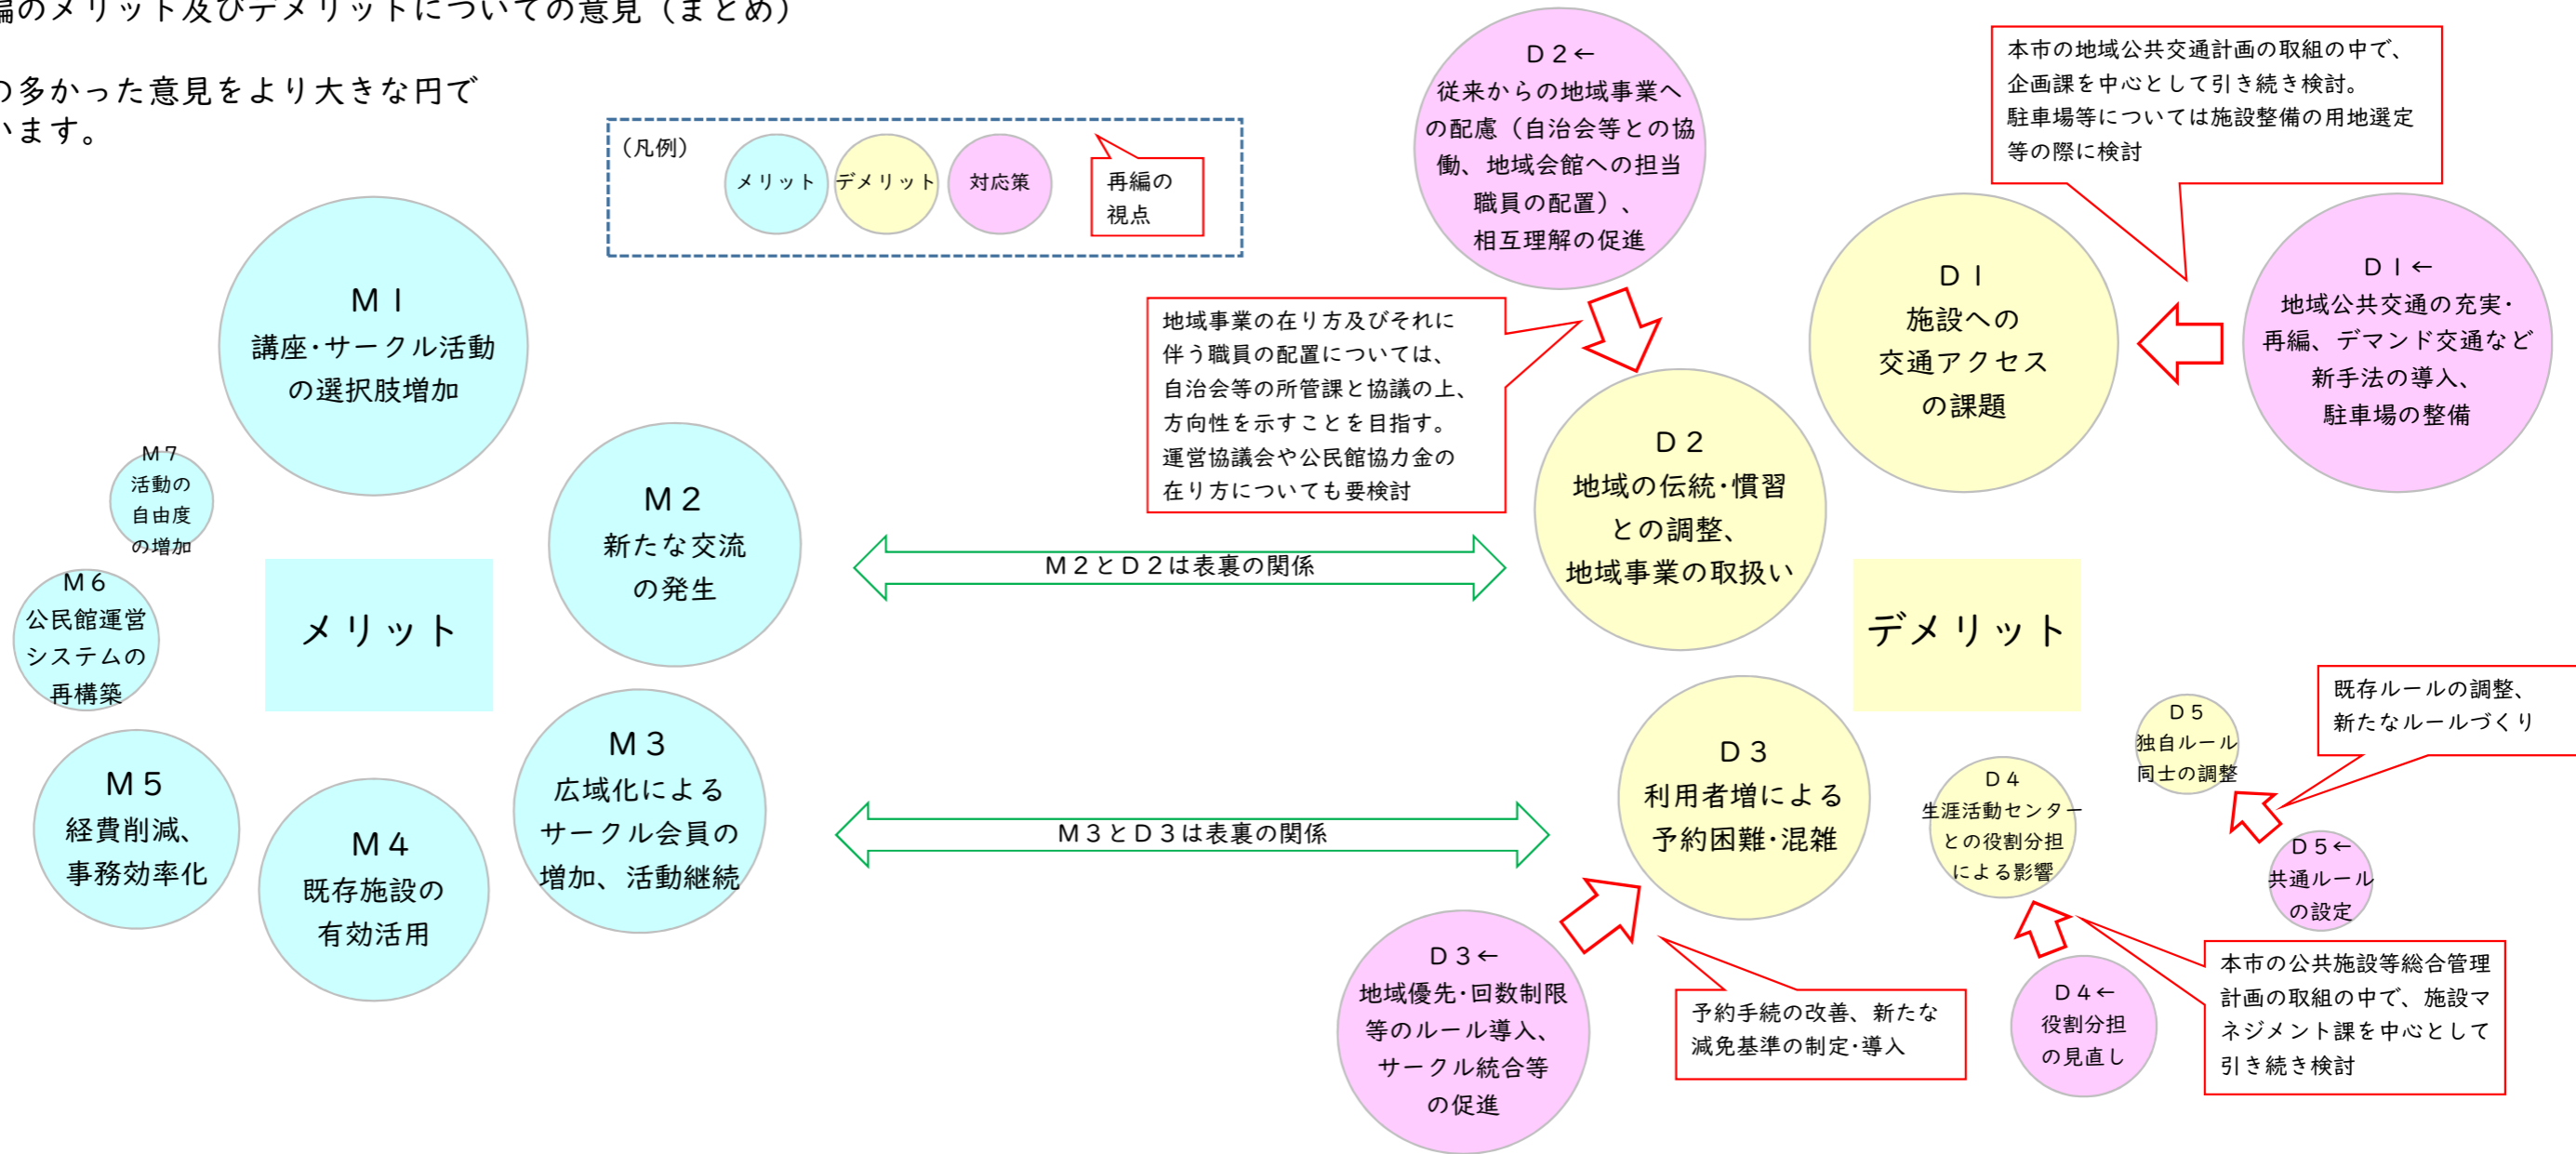 編のメリット及びデメリットについての意見（まとめ）
の多かった意見をより大きな円で
います。
（凡例）
メリット
デメリット
対応策
再編の
視点
Ｍ１
講座･サークル活動
の選択肢増加
Ｍ２
新たな交流
の発生
Ｍ３
広域化による
サークル会員の
増加、活動継続
Ｍ４
既存施設の
有効活用
Ｍ５
経費削減、
事務効率化
Ｍ６
公民館運営
システムの
再構築
Ｍ７
活動の
自由度
の増加
メリット
Ｍ２とＤ２は表裏の関係
Ｍ３とＤ３は表裏の関係
Ｄ２←
従来からの地域事業へ
の配慮（自治会等との協
働、地域会館への担当
職員の配置）、
相互理解の促進
地域事業の在り方及びそれに
伴う職員の配置については、
自治会等の所管課と協議の上、
方向性を示すことを目指す。
運営協議会や公民館協力金の
在り方についても要検討
Ｄ２
地域の伝統･慣習
との調整、
地域事業の取扱い
本市の地域公共交通計画の取組の中で、
企画課を中心として引き続き検討。
駐車場等については施設整備の用地選定
等の際に検討
Ｄ１
施設への
交通アクセス
の課題
Ｄ１←
地域公共交通の充実･
再編、デマンド交通など
新手法の導入、
駐車場の整備
デメリット
Ｄ３
利用者増による
予約困難･混雑
Ｄ３←
地域優先･回数制限
等のルール導入、
サークル統合等
の促進
予約手続の改善、新たな
減免基準の制定･導入
Ｄ４
生涯活動センター
との役割分担
による影響
Ｄ４←
役割分担
の見直し
本市の公共施設等総合管理
計画の取組の中で、施設マ
ネジメント課を中心として
引き続き検討
Ｄ５
独自ルール
同士の調整
Ｄ５←
共通ルール
の設定
既存ルールの調整、
新たなルールづくり